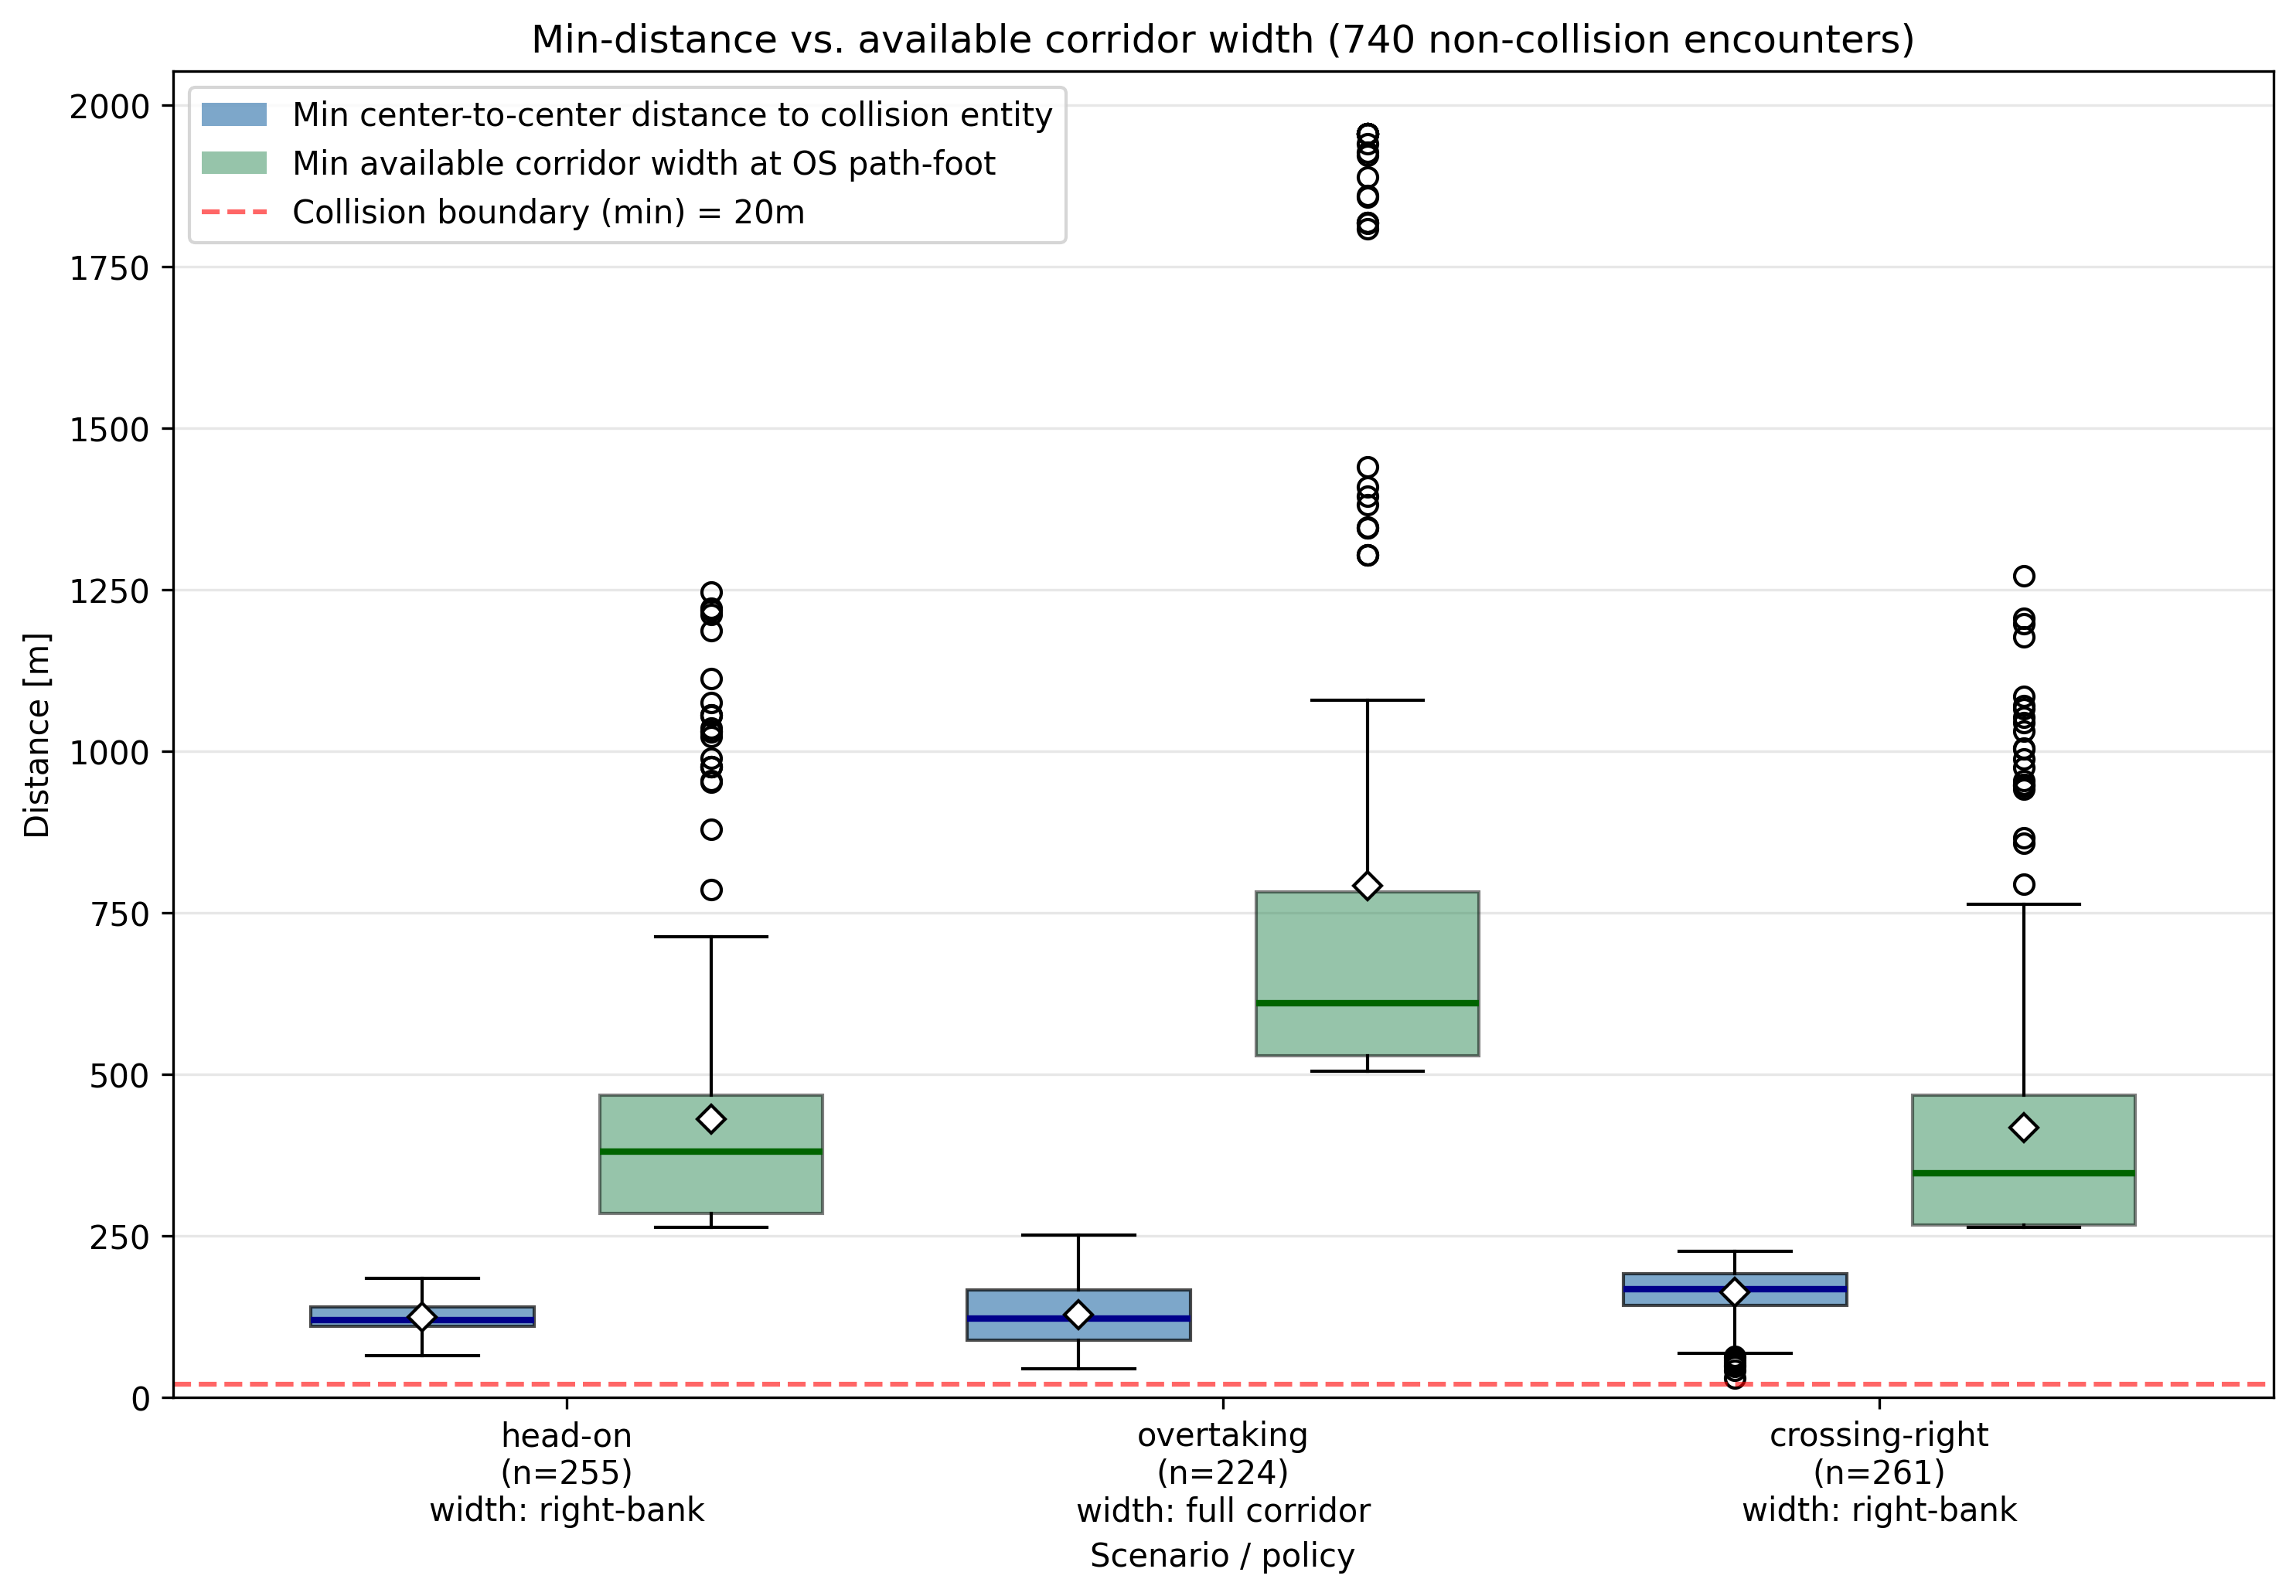 Min-distance vs. available corridor width (740 non-collision encounters)
Min center-to-center distance to collision entity
Min available corridor width at OS path-foot
Collision boundary (min) = 20m
Distance [m]
2000
1750
1500
1250
1000
750
500
250
0
head-on
(n=255)
width: right-bank
overtaking
(n=224)
width: full corridor
crossing-right
(n=261)
width: right-bank
Scenario / policy